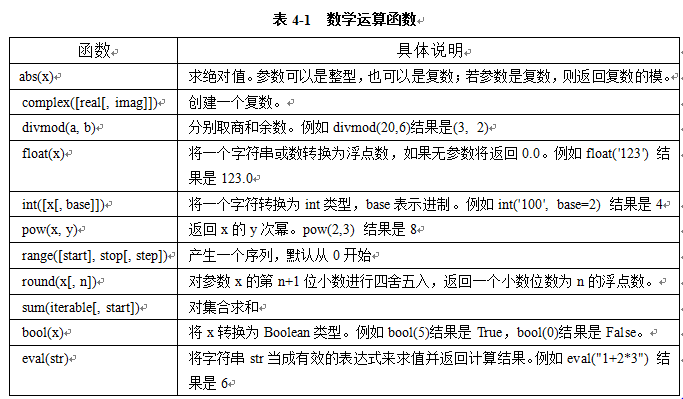 表 4-1 数学运算函数
函数 具体说明
abs(x) 求绝对值。参数可以是整型，也可以是复数；若参数是复数，则返回复数的模。
complex([real[, imag]]) 创建一个复数。
divmod(a, b) 分别取商和余数。例如 divmod(20,6)结果是(3, 2)
float(x) 将一个字符串或数转换为浮点数，如果无参数将返回 0.0。例如 float('123') 结
果是 123.0
int([x[, base]]) 将一个字符转换为 int 类型，base 表示进制。例如 int('100', base=2) 结果是 4
pow(x, y) 返回 x 的 y 次幂。pow(2,3) 结果是 8
range([start], stop[, step]) 产生一个序列，默认从 0 开始
round(x[, n]) 对参数 x 的第 n+1 位小数进行四舍五入，返回一个小数位数为 n 的浮点数。
sum(iterable[, start]) 对集合求和
bool(x) 将 x 转换为 Boolean 类型。例如 bool(5)结果是 True，bool(0)结果是 False。
eval(str) 将字符串 str 当成有效的表达式来求值并返回计算结果。例如 eval("1+2*3") 结
果是 6